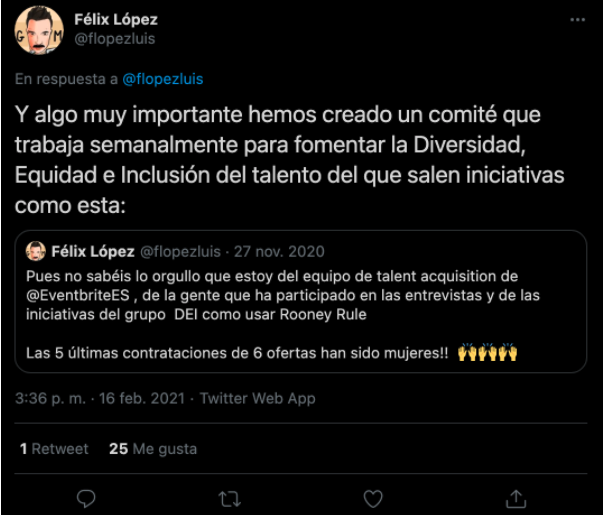 Félix López
@flopezluis
En respuesta a @flopezluis
Y algo muy importante hemos creado un comité que
trabaja semanalmente para fomentar la Diversidad,
Equidad e Inclusión del talento del que salen iniciativas
como esta:
Félix López @flopezluis · 27 nov. 2020
Pues no sabéis lo orgullo que estoy del equipo de talent acquisition de
@EventbriteES , de la gente que ha participado en las entrevistas y de las
iniciativas del grupo DEI como usar Rooney Rule
Las 5 últimas contrataciones de 6 ofertas han sido mujeres!! 🙌🙌🙌
3:36 p. m. · 16 feb. 2021 · Twitter Web App
1 Retweet 25 Me gusta